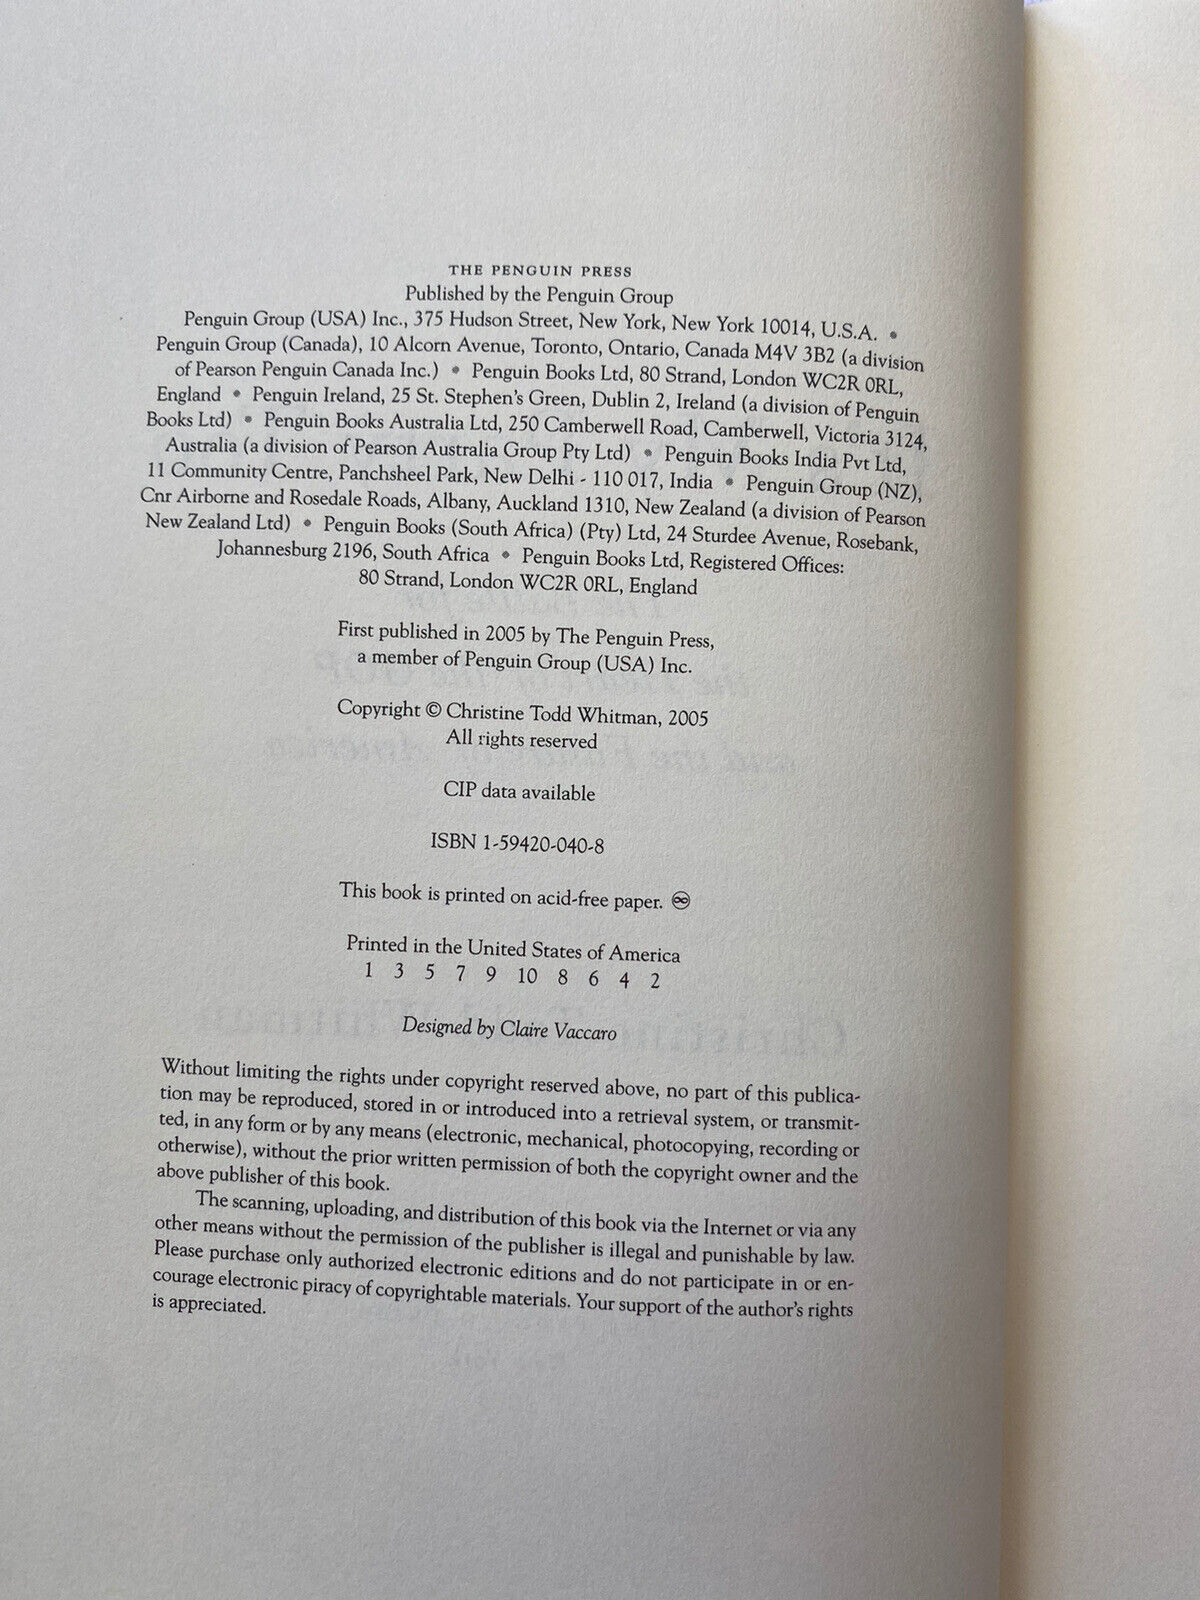 THE PENGUIN PRESS
Published by the Penguin Group
Penguin Group (USA) Inc., 375 Hudson Street, New York, New York 10014, U.S.A. •
Penguin Group (Canada), 10 Alcorn Avenue, Toronto, Ontario, Canada M4V 3B2 (a division
of Pearson Penguin Canada Inc.) • Penguin Books Ltd, 80 Strand, London WC2R 0RL,
England • Penguin Ireland, 25 St. Stephen's Green, Dublin 2, Ireland (a division of Penguin
Books Ltd) • Penguin Books Australia Ltd, 250 Camberwell Road, Camberwell, Victoria 3124,
Australia (a division of Pearson Australia Group Pty Ltd) • Penguin Books India Pvt Ltd,
11 Community Centre, Panchsheel Park, New Delhi - 110 017, India • Penguin Group (NZ),
Cnr Airborne and Rosedale Roads, Albany, Auckland 1310, New Zealand (a division of Pearson
New Zealand Ltd) • Penguin Books (South Africa) (Pty) Ltd, 24 Sturdee Avenue, Rosebank,
Johannesburg 2196, South Africa • Penguin Books Ltd, Registered Offices:
80 Strand, London WC2R 0RL, England
First published in 2005 by The Penguin Press,
a member of Penguin Group (USA) Inc.
Copyright © Christine Todd Whitman, 2005
All rights reserved
CIP data available
ISBN 1-59420-040-8
This book is printed on acid-free paper. ♾
Printed in the United States of America
1 3 5 7 9 10 8 6 4 2
Designed by Claire Vaccaro
Without limiting the rights under copyright reserved above, no part of this publica-
tion may be reproduced, stored in or introduced into a retrieval system, or transmit-
ted, in any form or by any means (electronic, mechanical, photocopying, recording or
otherwise), without the prior written permission of both the copyright owner and the
above publisher of this book.
The scanning, uploading, and distribution of this book via the Internet or via any
other means without the permission of the publisher is illegal and punishable by law.
Please purchase only authorized electronic editions and do not participate in or en-
courage electronic piracy of copyrightable materials. Your support of the author's rights
is appreciated.